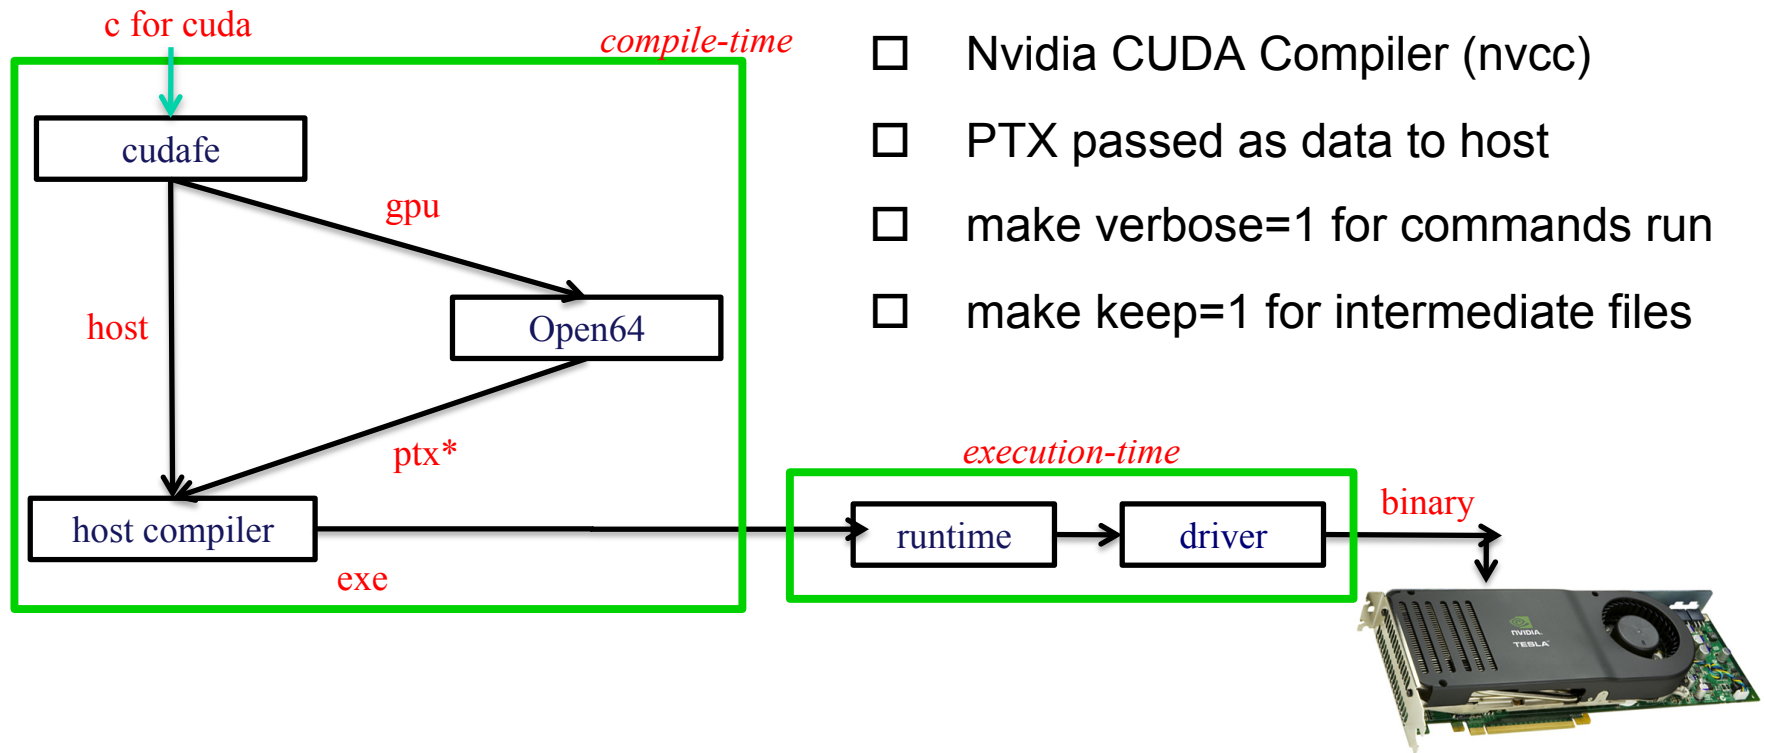 c for cuda
compile-time
cudafe
gpu
host
Open64
ptx*
host compiler
exe
execution-time
runtime
driver
binary
NVIDIA.
TESLA
Nvidia CUDA Compiler (nvcc)
PTX passed as data to host
make verbose=1 for commands run
make keep=1 for intermediate files